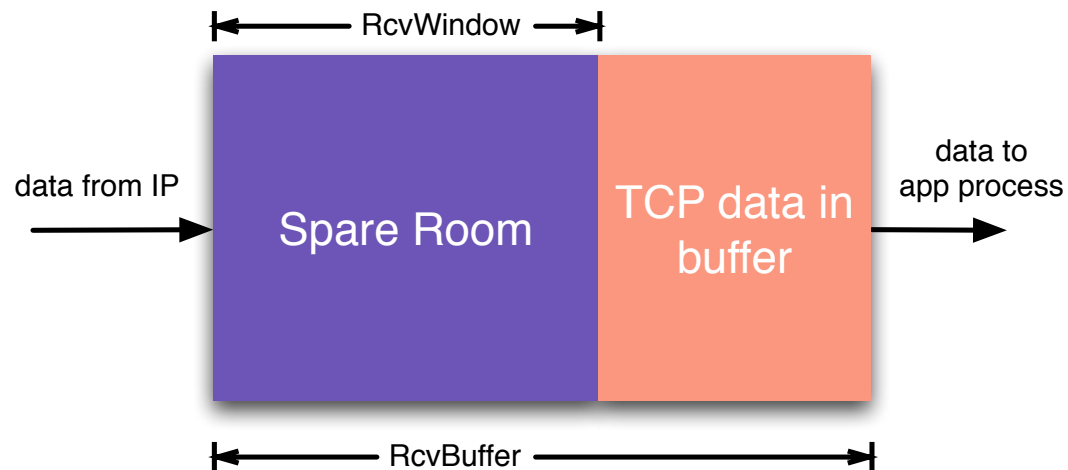 RcvWindow
data from IP
Spare Room
TCP data in
buffer
data to
app process
RcvBuffer